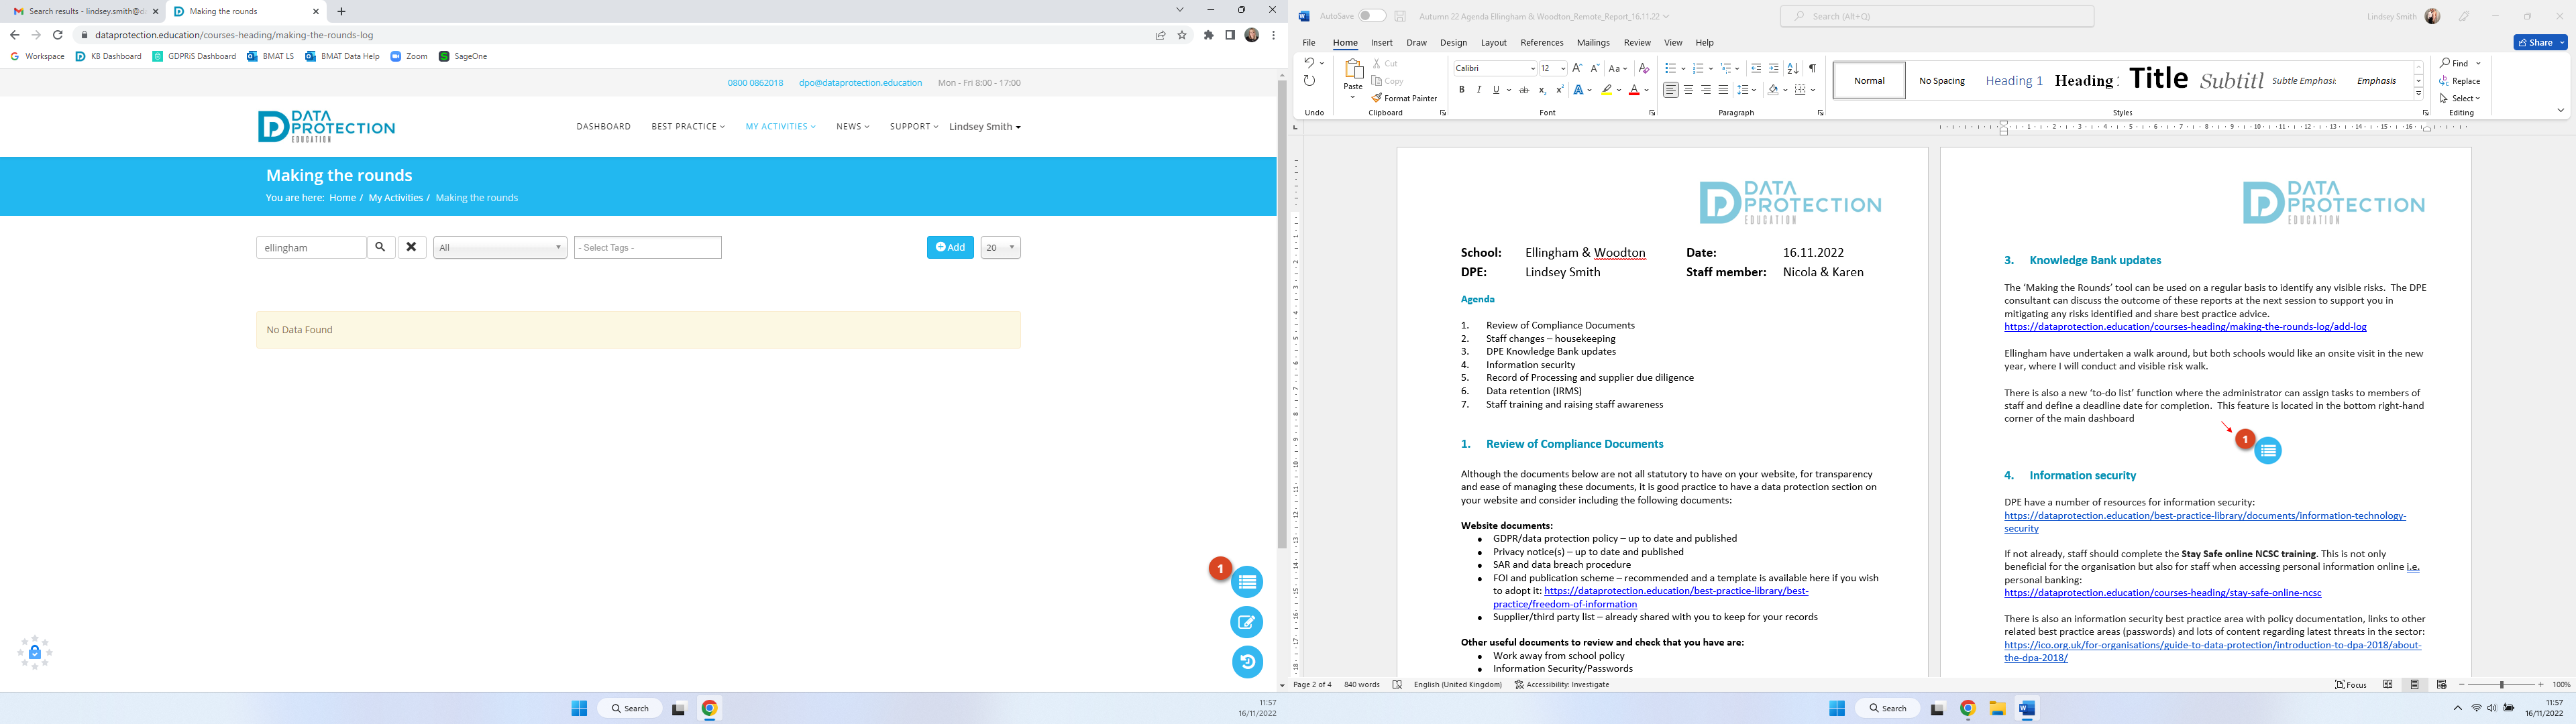 Search results - lindsey.smith@d
Making the rounds
dataprotection.education/courses-heading/making-the-rounds-log
Workspace
KB Dashboard
GDPRiS Dashboard
BMAT LS
BMAT Data Help
Zoom
SageOne
0800 0862018 dpo@dataprotection.education Mon - Fri 8:00 - 17:00
DATA
PROTECTION
EDUCATION
DASHBOARD BEST PRACTICE MY ACTIVITIES NEWS SUPPORT Lindsey Smith
Making the rounds
You are here: Home / My Activities / Making the rounds
ellingham
All
- Select Tags -
Add
20
No Data Found
1
Search
11:57
16/11/2022
AutoSave Off
Autumn 22 Agenda Ellingham & Woodton_Remote_Report_16.11.22
Search (Alt+Q)
Lindsey Smith
File Home Insert Draw Design Layout References Mailings Review View Help
Share
Paste
Cut
Copy
Format Painter
Calibri 12
Normal No Spacing Heading 1 Heading Title Subtitl Subtle Emphasi: Emphasis
Find
Replace
Select
Undo Clipboard Font Paragraph Styles Editing
DATA
PROTECTION
EDUCATION
School: Ellingham & Woodton Date: 16.11.2022
DPE: Lindsey Smith Staff member: Nicola & Karen
Agenda
1. Review of Compliance Documents
2. Staff changes – housekeeping
3. DPE Knowledge Bank updates
4. Information security
5. Record of Processing and supplier due diligence
6. Data retention (IRMS)
7. Staff training and raising staff awareness
1. Review of Compliance Documents
Although the documents below are not all statutory to have on your website, for transparency
and ease of managing these documents, it is good practice to have a data protection section on
your website and consider including the following documents:
Website documents:
• GDPR/data protection policy – up to date and published
• Privacy notice(s) – up to date and published
• SAR and data breach procedure
• FOI and publication scheme – recommended and a template is available here if you wish
to adopt it: https://dataprotection.education/best-practice-library/best-
practice/freedom-of-information
• Supplier/third party list – already shared with you to keep for your records
Other useful documents to review and check that you have are:
• Work away from school policy
• Information Security/Passwords
DATA
PROTECTION
EDUCATION
3. Knowledge Bank updates
The ‘Making the Rounds’ tool can be used on a regular basis to identify any visible risks. The DPE
consultant can discuss the outcome of these reports at the next session to support you in
mitigating any risks identified and share best practice advice.
https://dataprotection.education/courses-heading/making-the-rounds-log/add-log
Ellingham have undertaken a walk around, but both schools would like an onsite visit in the new
year, where I will conduct and visible risk walk.
There is also a new ‘to-do list’ function where the administrator can assign tasks to members of
staff and define a deadline date for completion. This feature is located in the bottom right-hand
corner of the main dashboard
1
4. Information security
DPE have a number of resources for information security:
https://dataprotection.education/best-practice-library/documents/information-technology-
security
If not already, staff should complete the Stay Safe online NCSC training. This is not only
beneficial for the organisation but also for staff when accessing personal information online i.e.
personal banking:
https://dataprotection.education/courses-heading/stay-safe-online-ncsc
There is also an information security best practice area with policy documentation, links to other
related best practice areas (passwords) and lots of content regarding latest threats in the sector:
https://ico.org.uk/for-organisations/guide-to-data-protection/introduction-to-dpa-2018/about-
the-dpa-2018/
Page 2 of 4 840 words English (United Kingdom) Accessibility: Investigate
Focus
100%
Search
11:57
16/11/2022